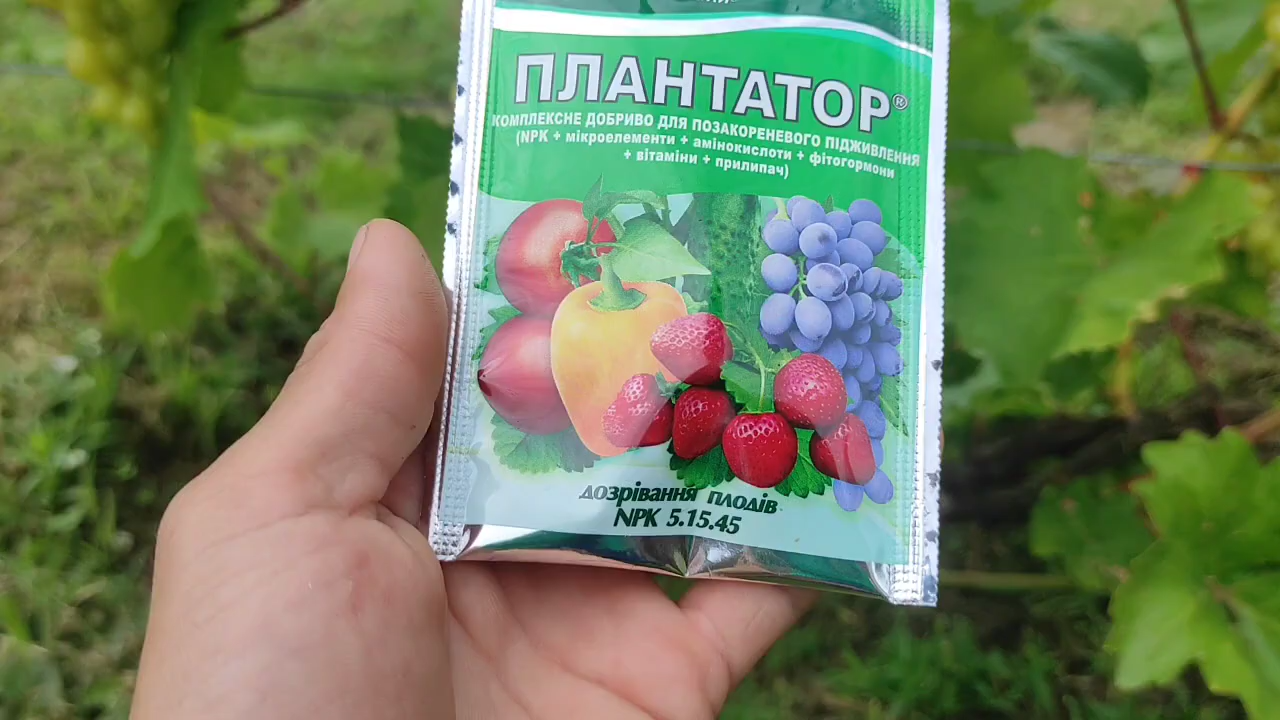 ПЛАНТАТОР®
КОМПЛЕКСНЕ ДОБРИВО ДЛЯ ПОЗАКОРЕНЕВОГО ПІДЖИВЛЕННЯ
(NPK + мікроелементи + амінокислоти + фітогормони
+ вітаміни + прилипач)
дозрівання плодів
NPK 5.15.45